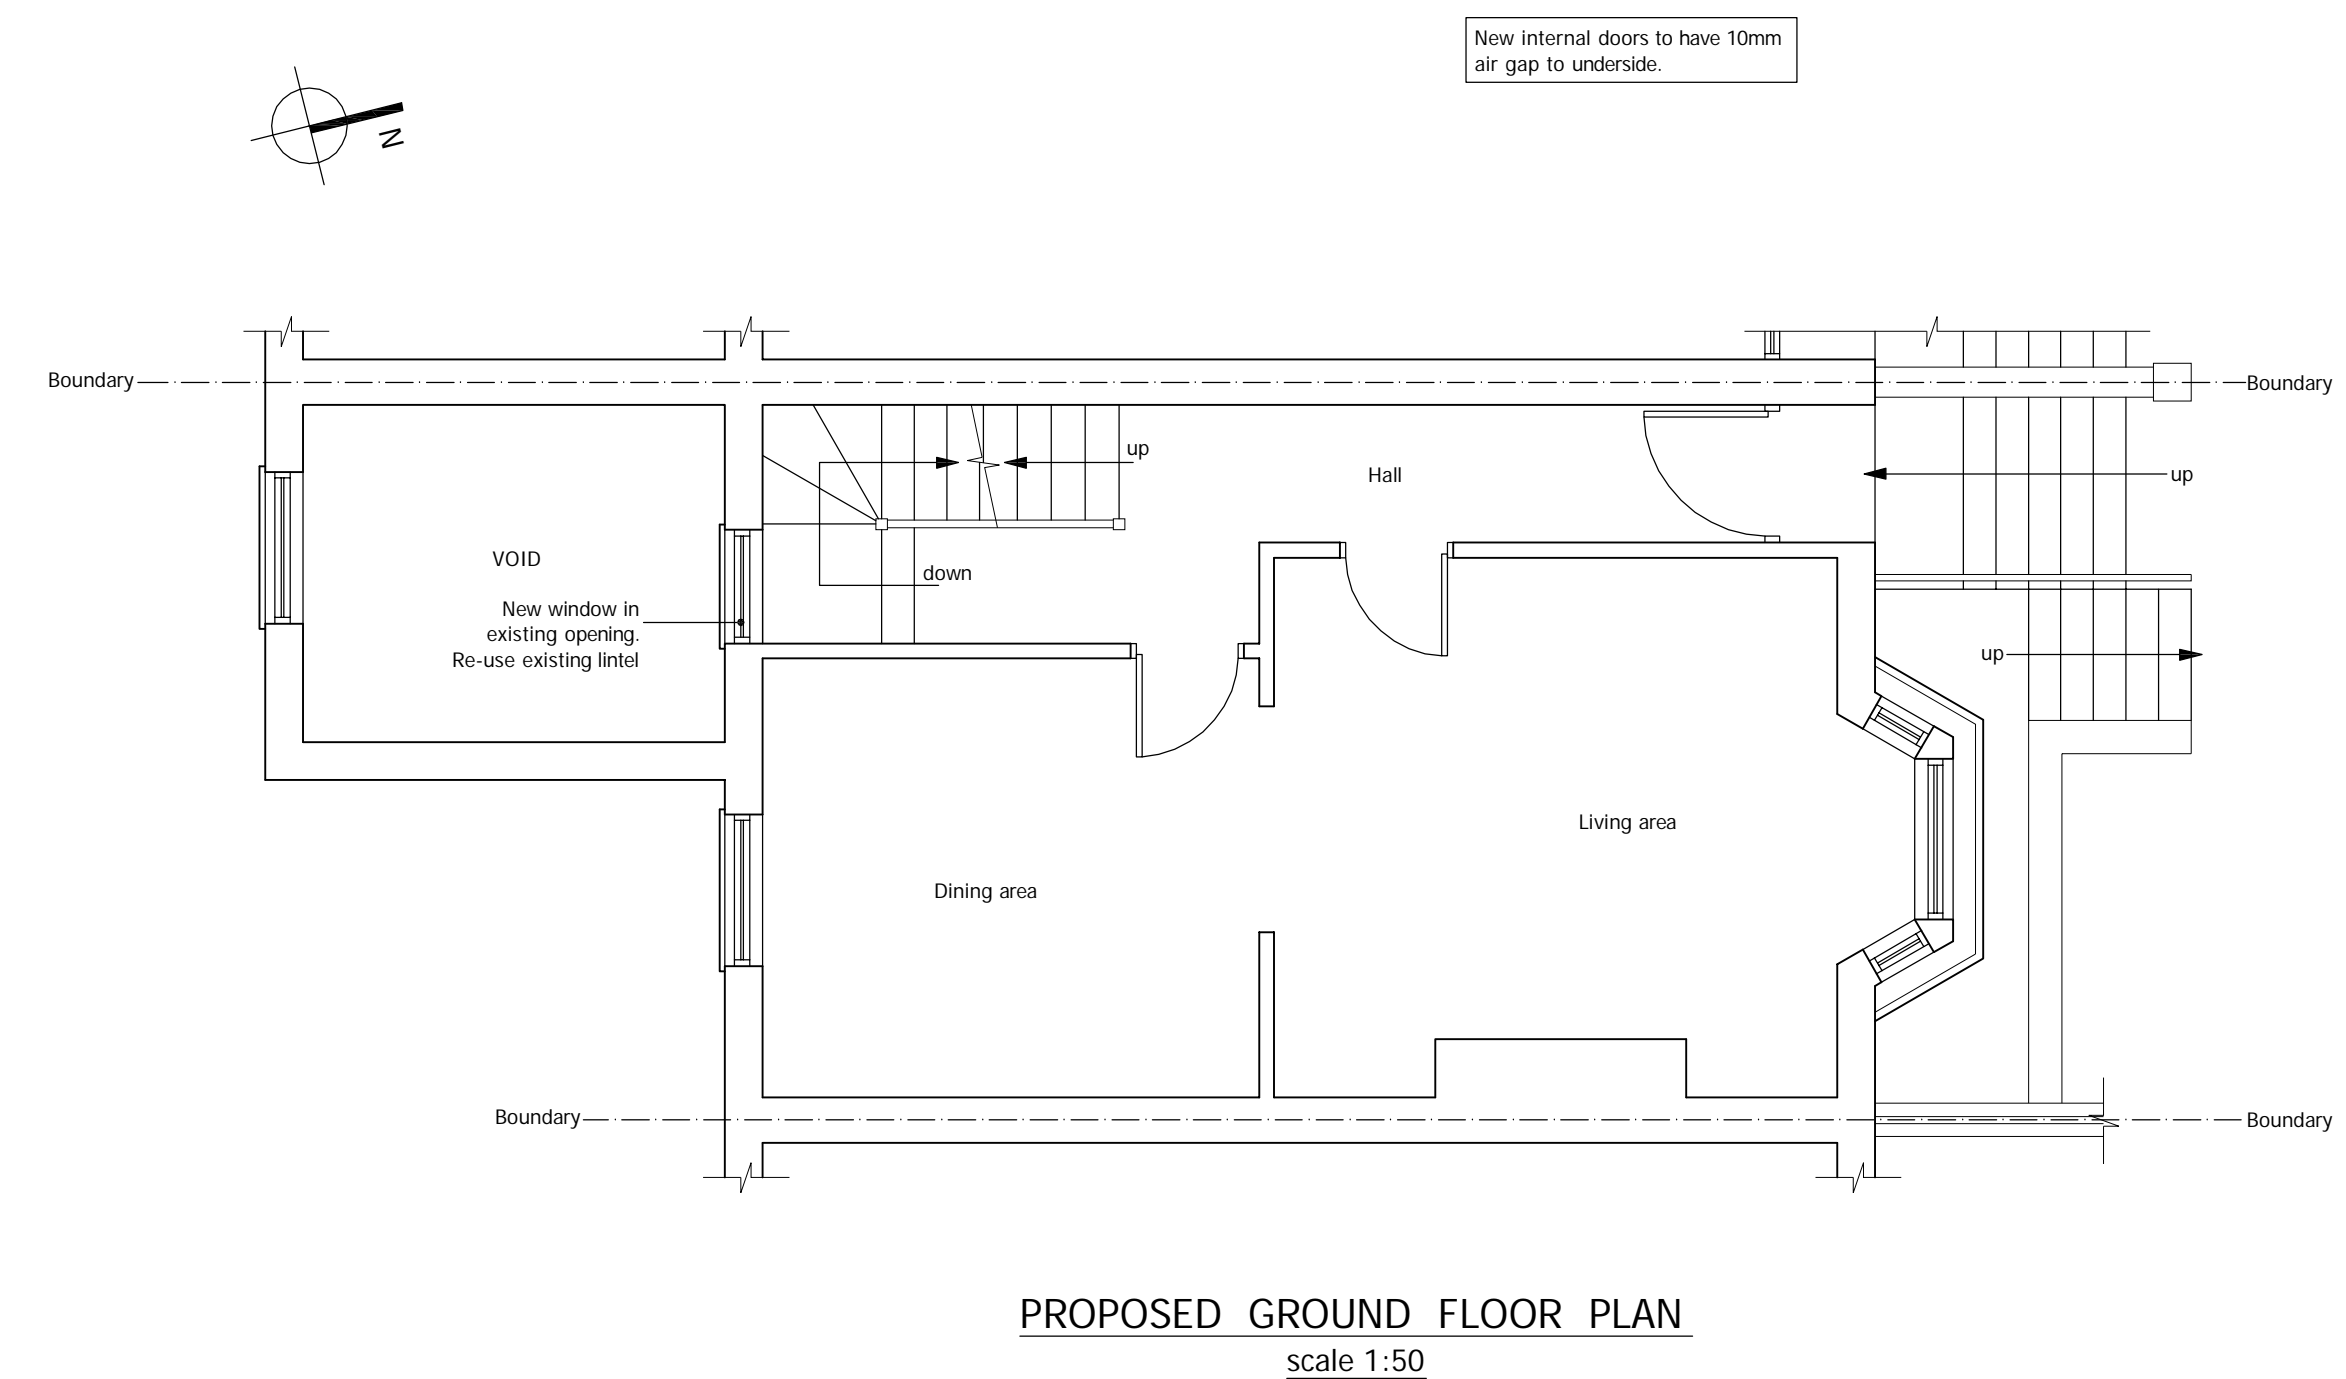 New internal doors to have 10mm
air gap to underside.
N
Boundary
Boundary
up
Hall
up
VOID
down
New window in
existing opening.
Re-use existing lintel
up
Living area
Dining area
Boundary
Boundary
PROPOSED GROUND FLOOR PLAN
scale 1:50